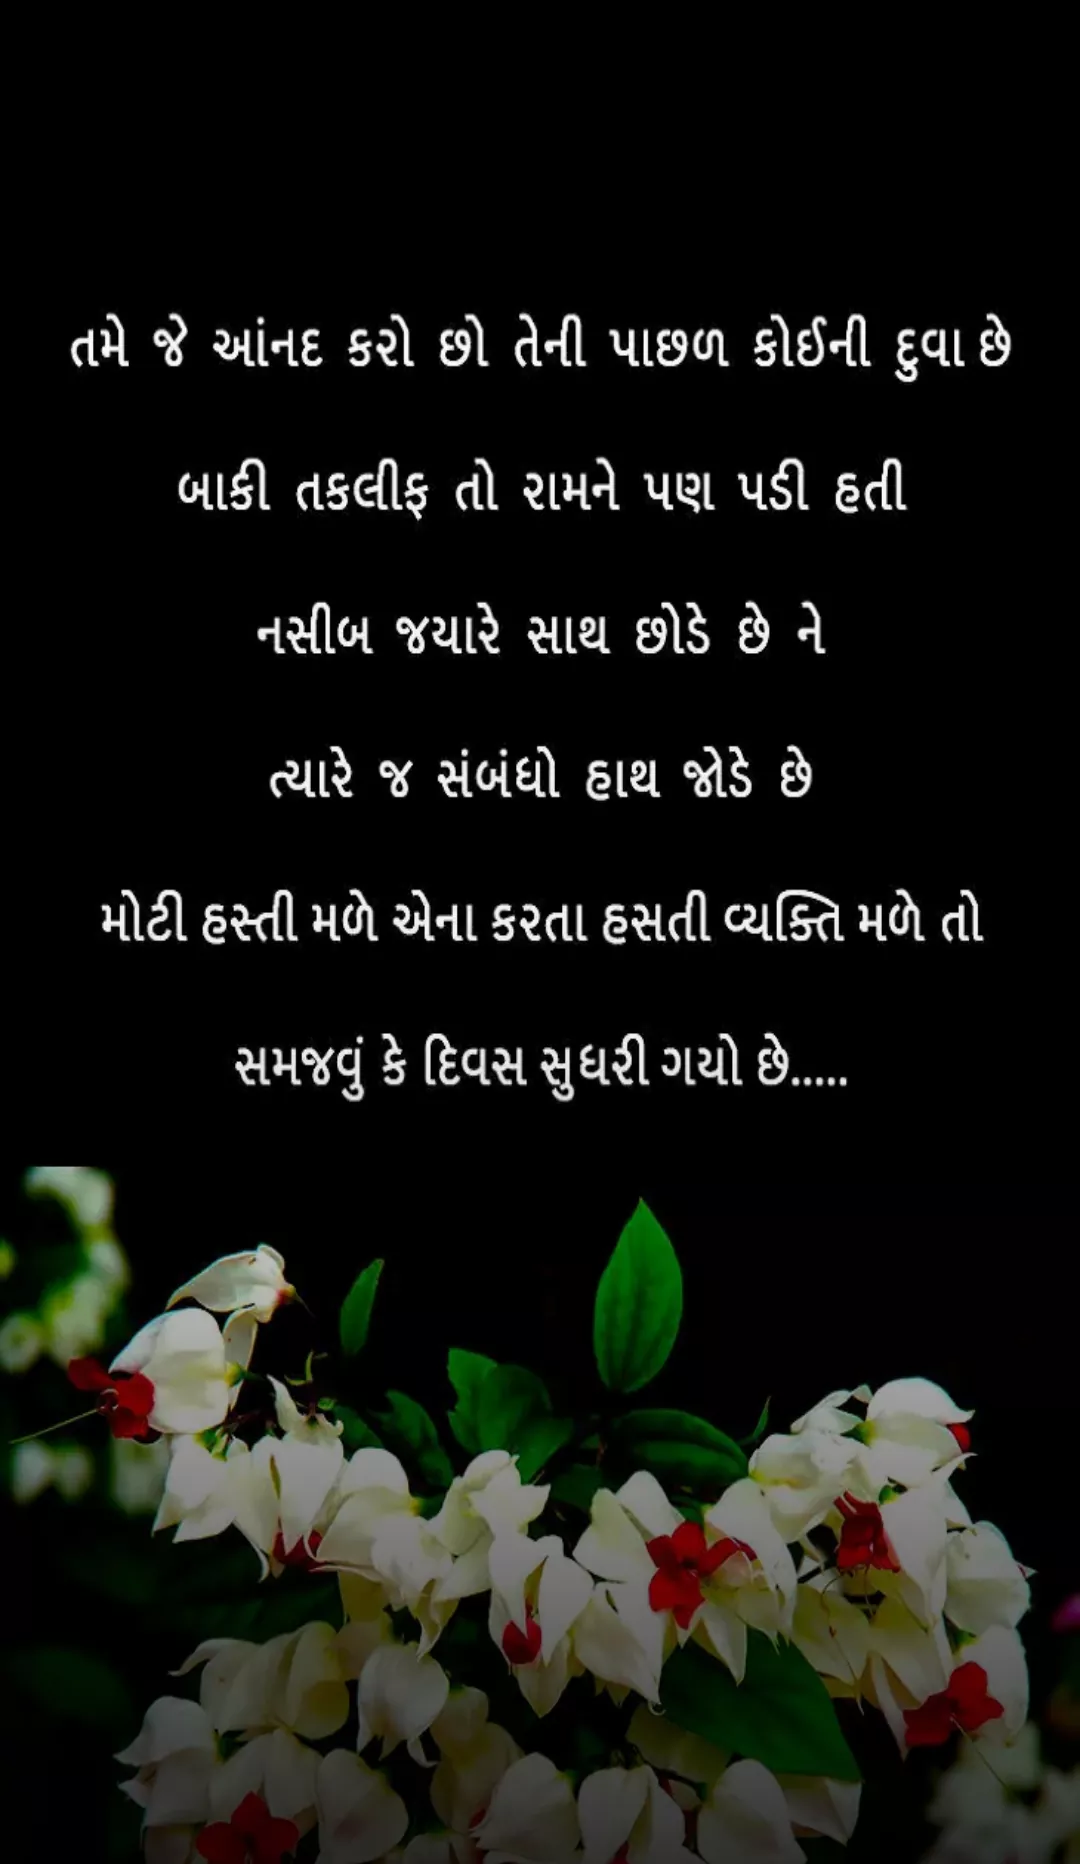 તમે જે આંનદ કરો છો તેની પાછળ કોઈની દુવા છે
બાકી તકલીફ તો રામને પણ પડી હતી
નસીબ જયારે સાથ છોડે છે ને
ત્યારે જ સંબંધો હાથ જોડે છે
મોટી હસ્તી મળે એના કરતા હસતી વ્યક્તિ મળે તો
સમજવું કે દિવસ સુધરી ગયો છે.....